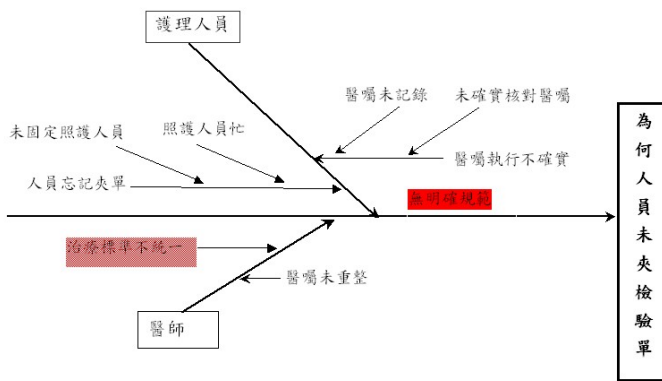 護理人員
醫囑未記錄
未確實核對醫囑
未固定照護人員
照護人員忙
醫囑執行不確實
人員忘記夾單
無明確規範
治療標準不統一
醫囑未重整
醫師
為何人員未夾檢驗單